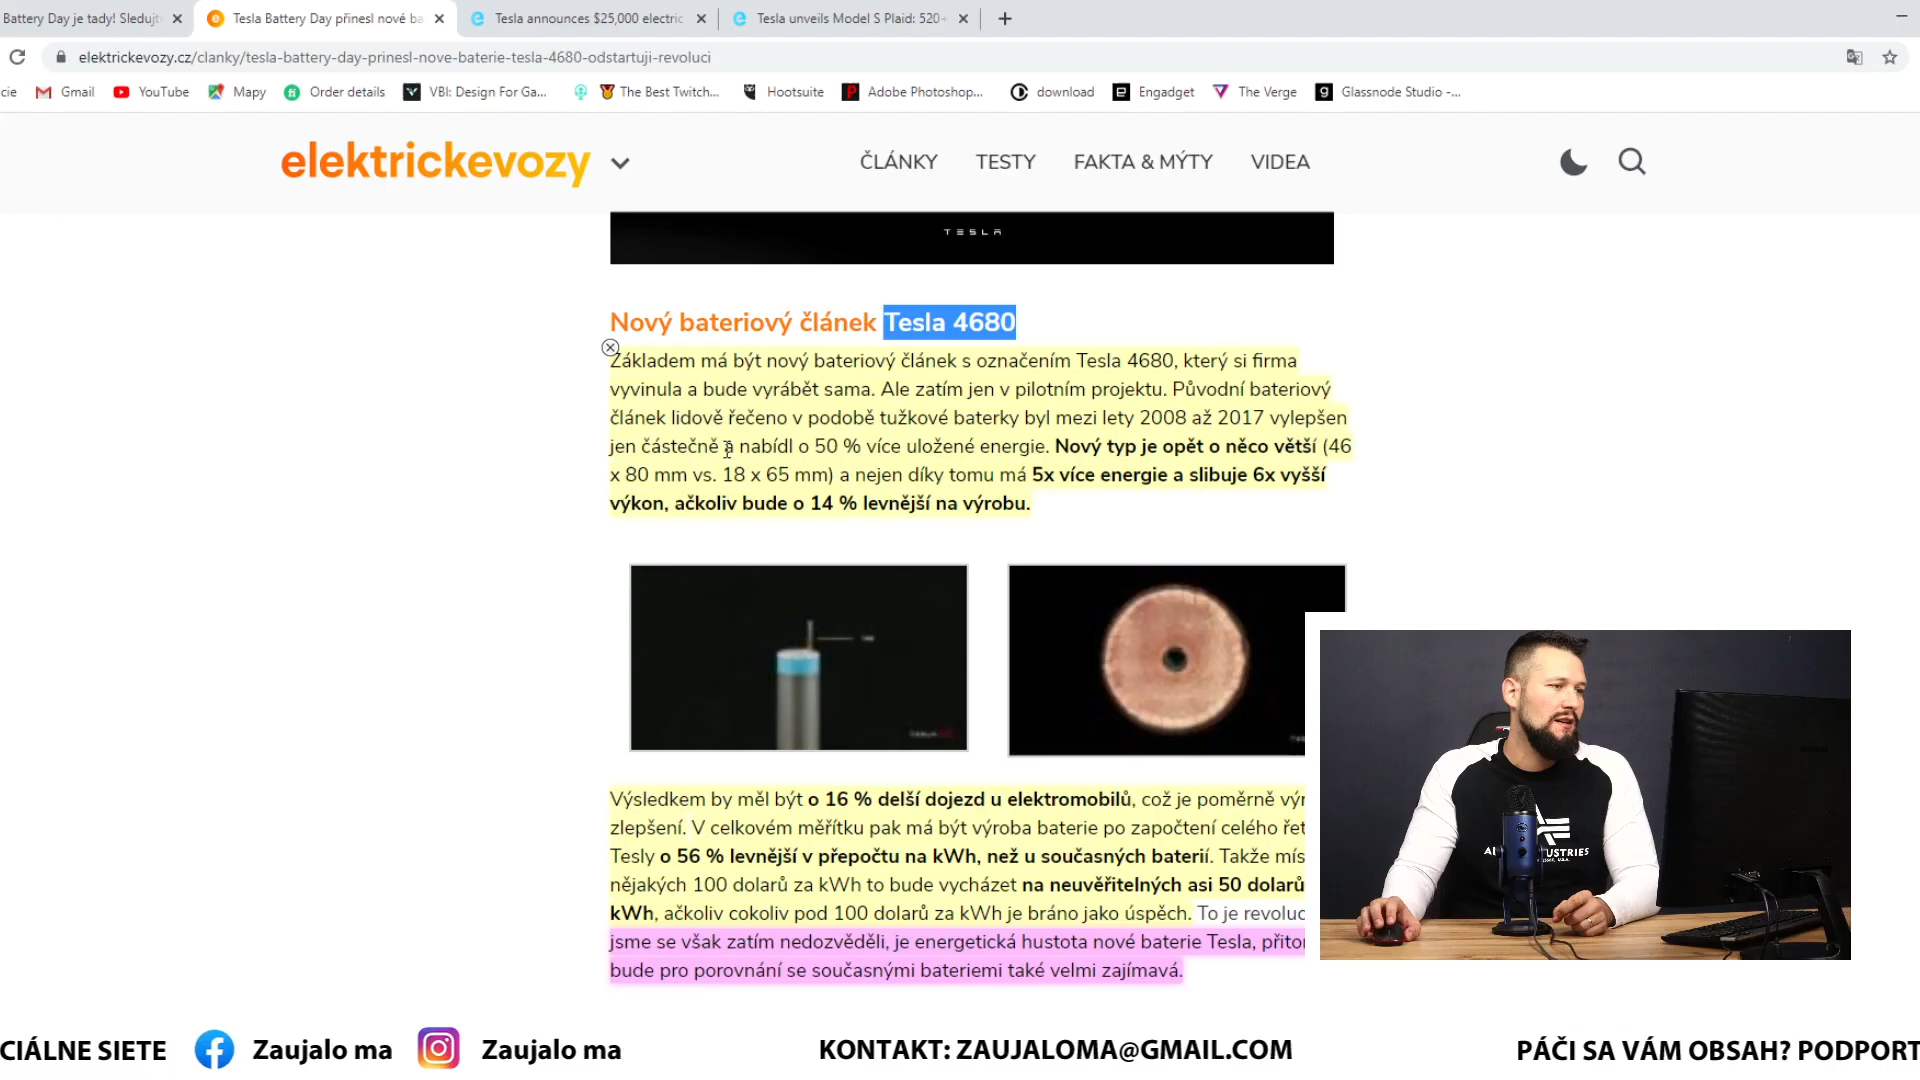 Battery Day je tady! Sleduj
Tesla Battery Day přinesl nové ba
Tesla announces $25,000 electric
Tesla unveils Model S Plaid: 520+
elektrickevozy.cz/clanky/tesla-battery-day-prinesl-nove-baterie-tesla-4680-odstartuji-revoluci
cie
Gmail
YouTube
Mapy
Order details
VBI: Design For Ga...
The Best Twitch...
Hootsuite
Adobe Photoshop...
download
Engadget
The Verge
Glassnode Studio -...
elektrickevozy
ČLÁNKY
TESTY
FAKTA & MÝTY
VIDEA
TESLA
Nový bateriový článek Tesla 4680
Základem má být nový bateriový článek s označením Tesla 4680, který si firma
vyvinula a bude vyrábět sama. Ale zatím jen v pilotním projektu. Původní bateriový
článek lidově řečeno v podobě tužkové baterky byl mezi lety 2008 až 2017 vylepšen
jen částečně a nabídl o 50 % více uložené energie. Nový typ je opět o něco větší (46
x 80 mm vs. 18 x 65 mm) a nejen díky tomu má 5x více energie a slibuje 6x vyšší
výkon, ačkoliv bude o 14 % levnější na výrobu.
Výsledkem by měl být o 16 % delší dojezd u elektromobilů, což je poměrně výr
zlepšení. V celkovém měřítku pak má být výroba baterie po započtení celého řet
Tesly o 56 % levnější v přepočtu na kWh, než u současných baterií. Takže mís
nějakých 100 dolarů za kWh to bude vycházet na neuvěřitelných asi 50 dolarů
kWh, ačkoliv cokoliv pod 100 dolarů za kWh je bráno jako úspěch. To je revoluc
jsme se však zatím nedozvěděli, je energetická hustota nové baterie Tesla, přitor
bude pro porovnání se současnými bateriemi také velmi zajímavá.
CIÁLNE SIETE
Zaujalo ma
Zaujalo ma
KONTAKT: ZAUJALOMA@GMAIL.COM
PÁČI SA VÁM OBSAH? PODPORT